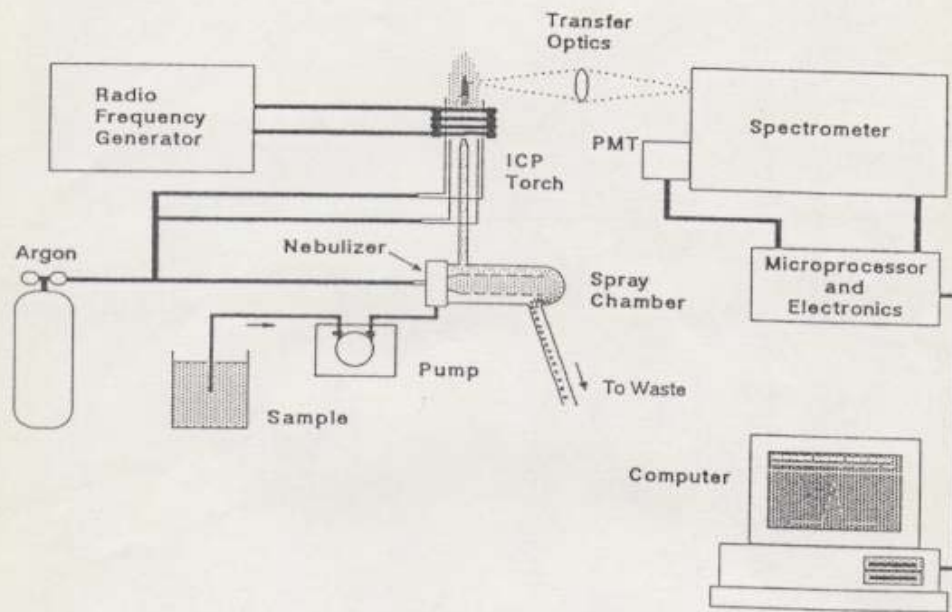 Transfer
Optics
Radio
Frequency
Generator
Spectrometer
PMT
ICP
Torch
Argon
Nebulizer
Microprocessor
and
Electronics
Spray
Chamber
Pump
To Waste
Sample
Computer